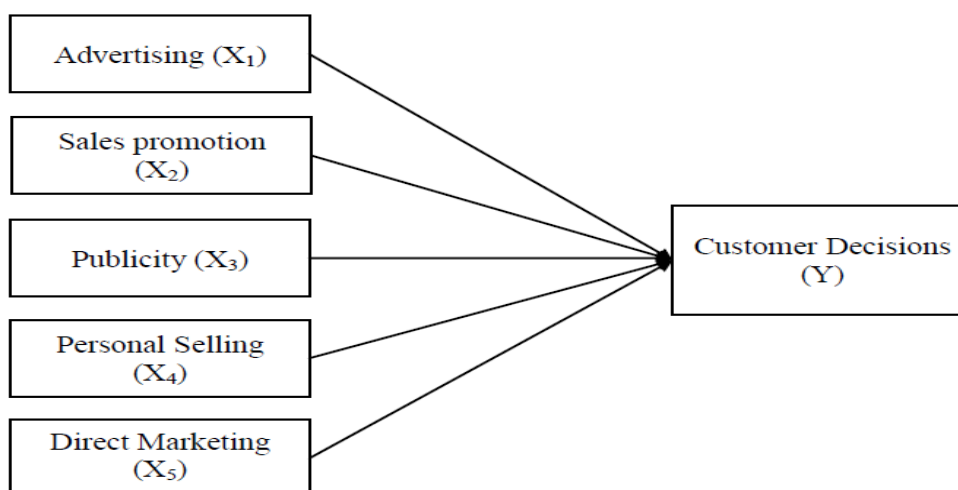 Advertising (X₁)
Sales promotion
(X₂)
Publicity (X₃)
Personal Selling
(X₄)
Direct Marketing
(X₅)
Customer Decisions
(Y)